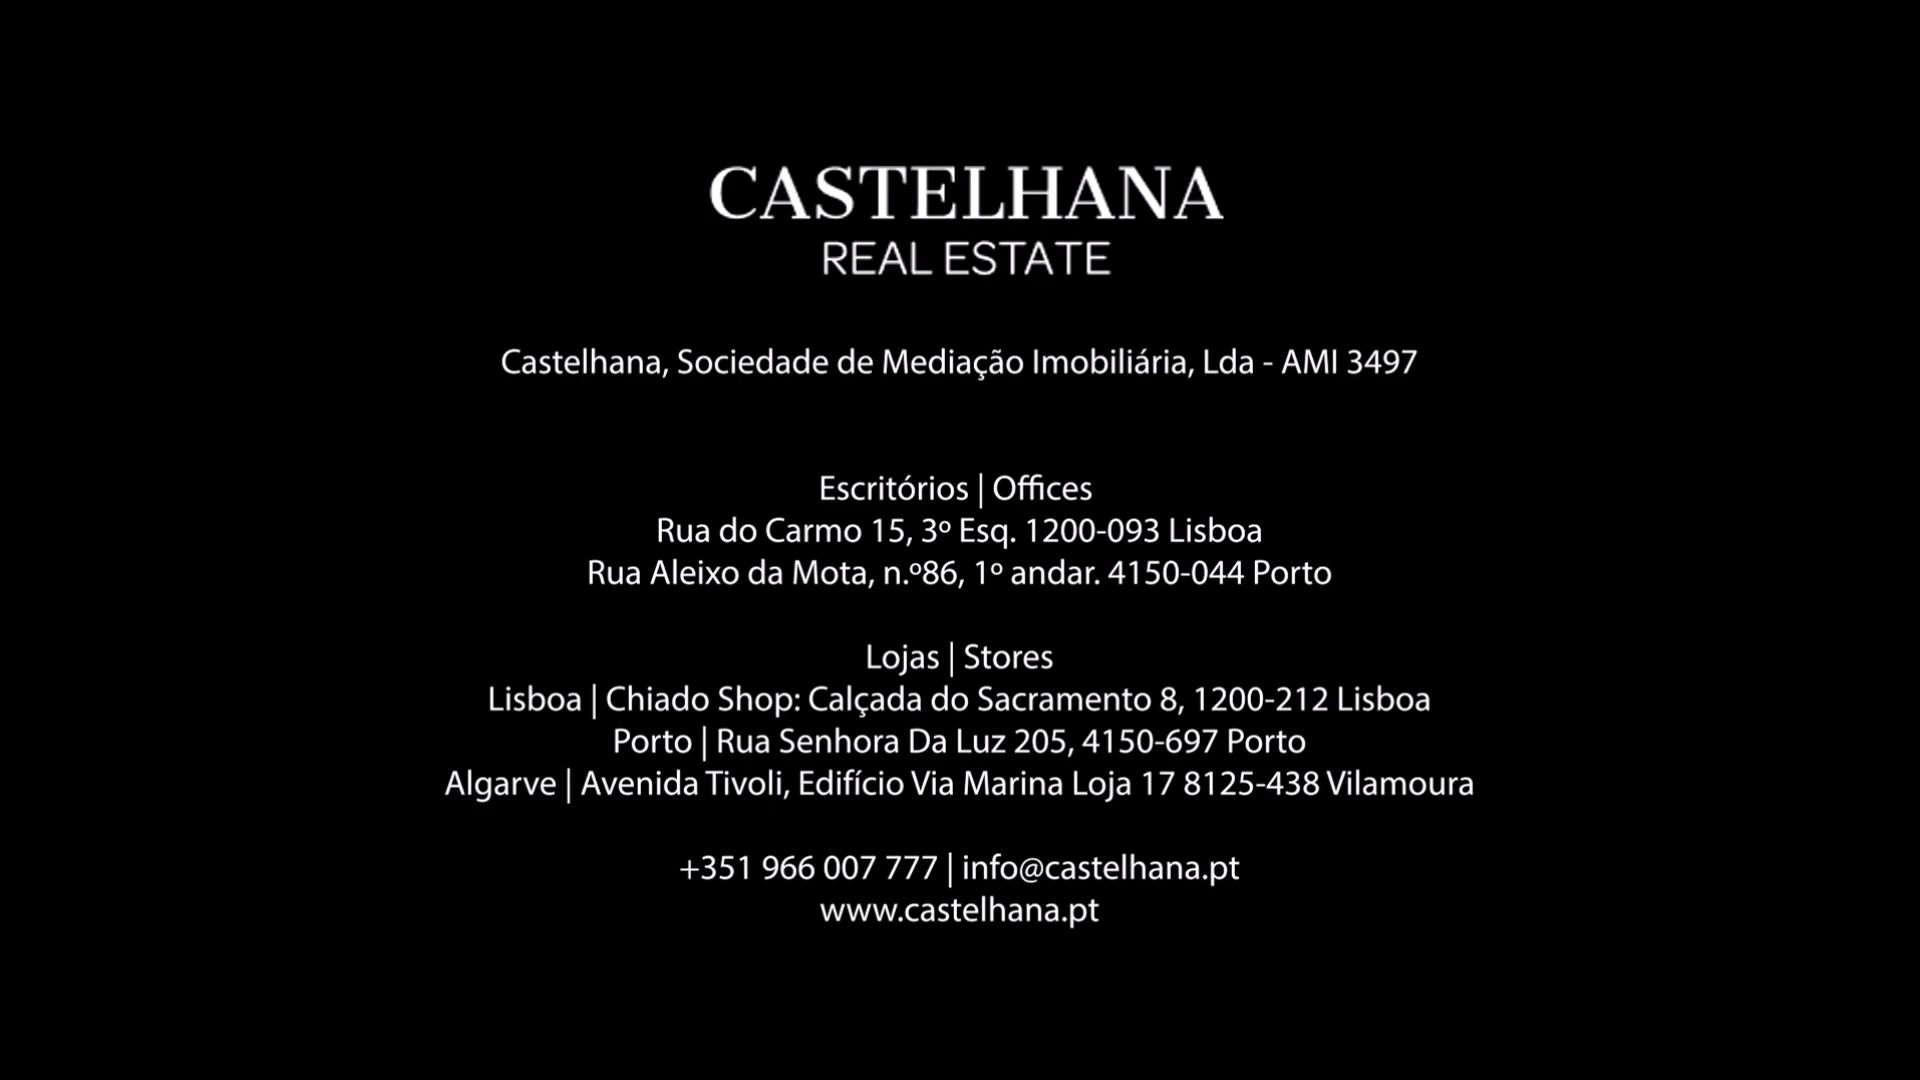 CASTELHANA
REAL ESTATE
Castelhana, Sociedade de Mediação Imobiliária, Lda - AMI 3497
Escritórios | Offices
Rua do Carmo 15, 3º Esq. 1200-093 Lisboa
Rua Aleixo da Mota, n.º86, 1º andar. 4150-044 Porto
Lojas | Stores
Lisboa | Chiado Shop: Calçada do Sacramento 8, 1200-212 Lisboa
Porto | Rua Senhora Da Luz 205, 4150-697 Porto
Algarve | Avenida Tivoli, Edifício Via Marina Loja 17 8125-438 Vilamoura
+351 966 007 777 | info@castelhana.pt
www.castelhana.pt